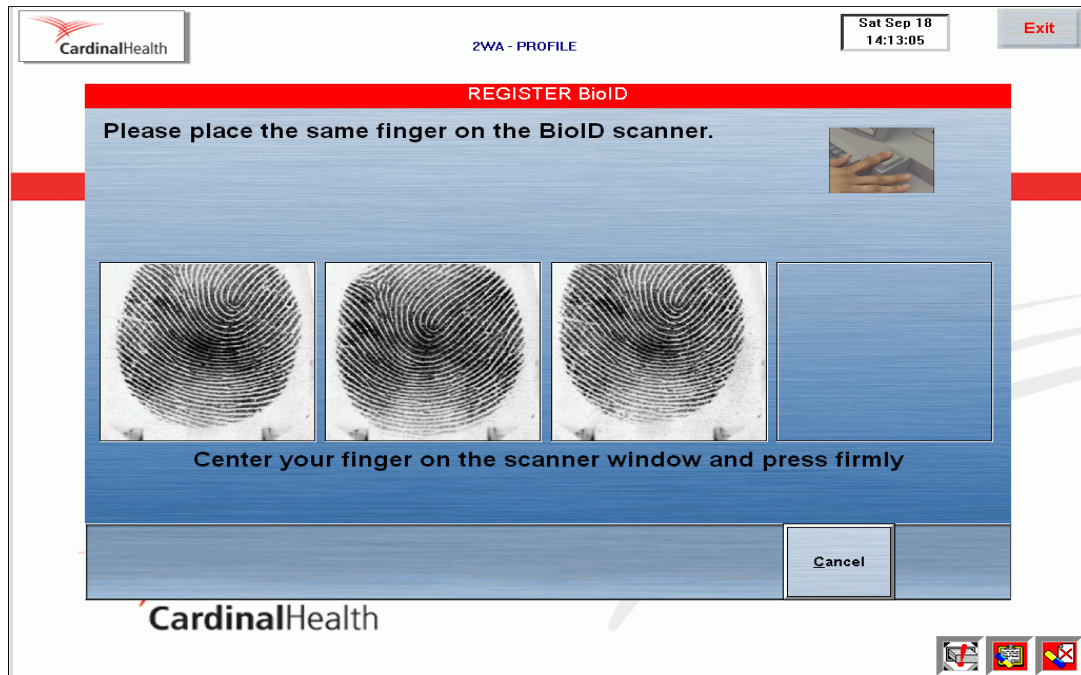 CardinalHealth
2WA - PROFILE
Sat Sep 18
14:13:05
Exit
REGISTER BioID
Please place the same finger on the BioID scanner.
Center your finger on the scanner window and press firmly
Cancel
CardinalHealth